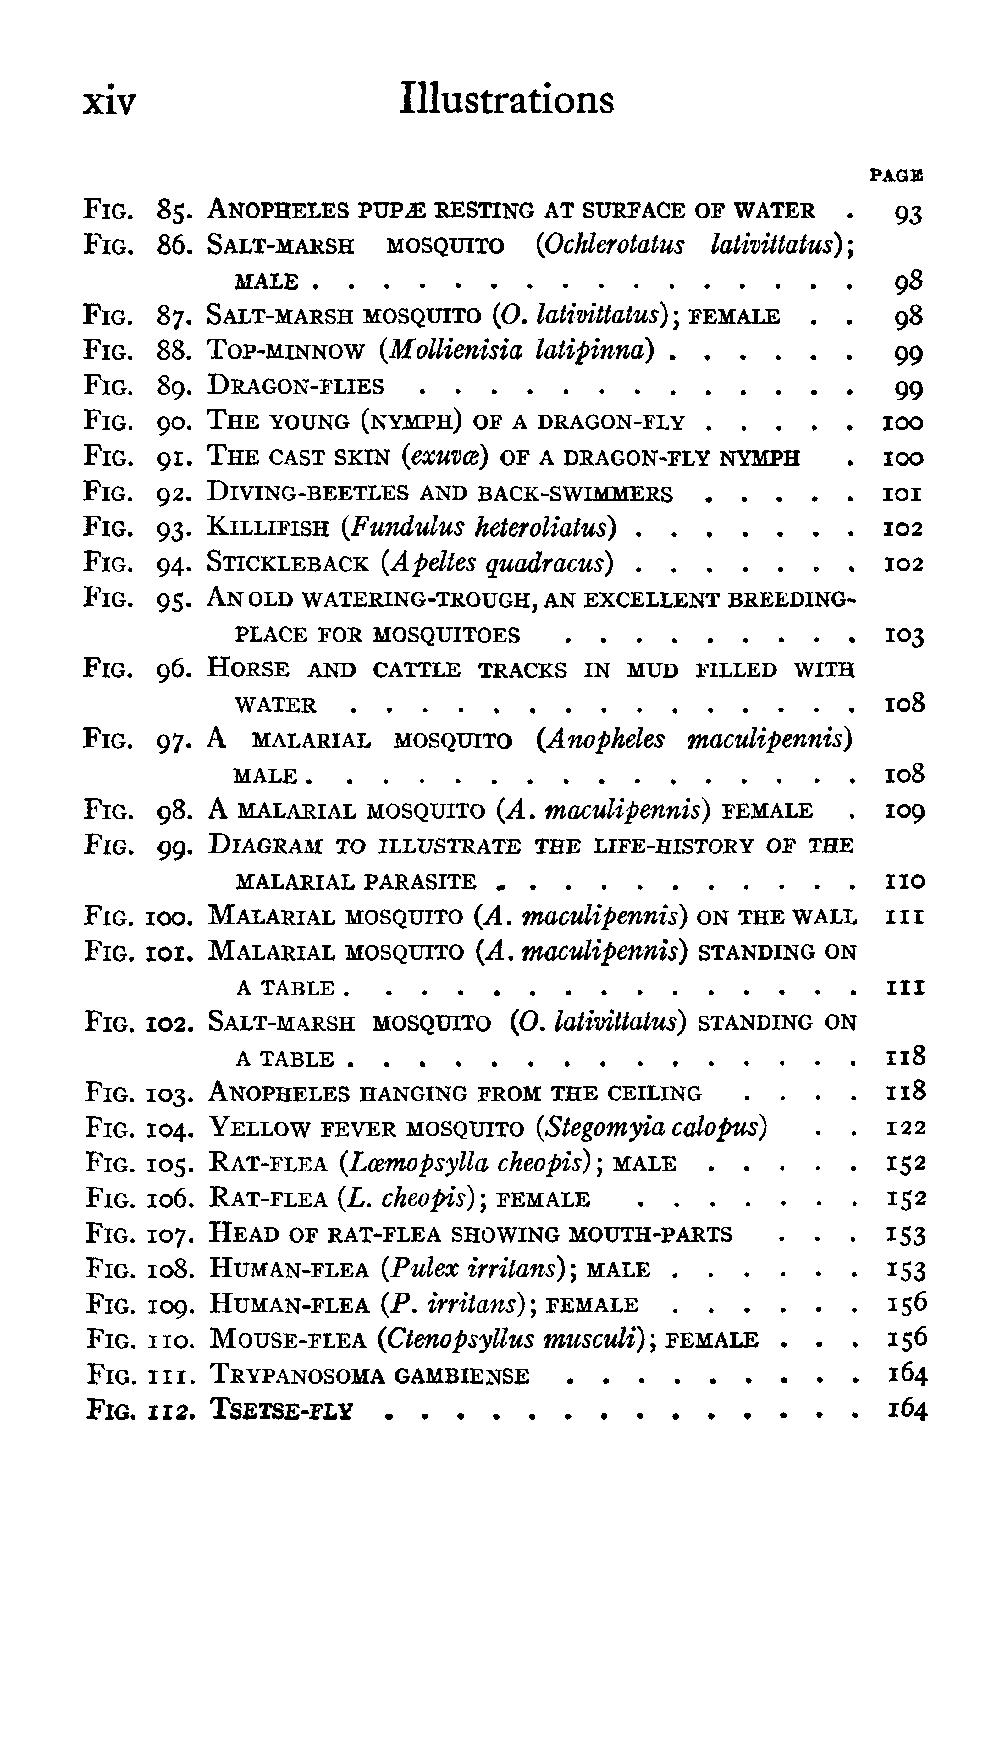 xiv Illustrations
PAGE
FIG. 85. ANOPHELES PUPÆ RESTING AT SURFACE OF WATER . 93
FIG. 86. SALT-MARSH MOSQUITO (Ochlerotatus lativittatus);
MALE . . . . . . . . . . . . . . . . 98
FIG. 87. SALT-MARSH MOSQUITO (O. lativittatus); FEMALE . . 98
FIG. 88. TOP-MINNOW (Mollienisia latipinna) . . . . . . 99
FIG. 89. DRAGON-FLIES . . . . . . . . . . . . . 99
FIG. 90. THE YOUNG (NYMPH) OF A DRAGON-FLY . . . . . 100
FIG. 91. THE CAST SKIN (exuvæ) OF A DRAGON-FLY NYMPH . 100
FIG. 92. DIVING-BEETLES AND BACK-SWIMMERS . . . . . 101
FIG. 93. KILLIFISH (Fundulus heteroliatus) . . . . . . . 102
FIG. 94. STICKLEBACK (Apeltes quadracus) . . . . . . . 102
FIG. 95. AN OLD WATERING-TROUGH, AN EXCELLENT BREEDING-
PLACE FOR MOSQUITOES . . . . . . . . . 103
FIG. 96. HORSE AND CATTLE TRACKS IN MUD FILLED WITH
WATER . . . . . . . . . . . . . . . 108
FIG. 97. A MALARIAL MOSQUITO (Anopheles maculipennis)
MALE . . . . . . . . . . . . . . . . 108
FIG. 98. A MALARIAL MOSQUITO (A. maculipennis) FEMALE . 109
FIG. 99. DIAGRAM TO ILLUSTRATE THE LIFE-HISTORY OF THE
MALARIAL PARASITE . . . . . . . . . . . 110
FIG. 100. MALARIAL MOSQUITO (A. maculipennis) ON THE WALL 111
FIG. 101. MALARIAL MOSQUITO (A. maculipennis) STANDING ON
A TABLE . . . . . . . . . . . . . . . 111
FIG. 102. SALT-MARSH MOSQUITO (O. lativittatus) STANDING ON
A TABLE . . . . . . . . . . . . . . . 118
FIG. 103. ANOPHELES HANGING FROM THE CEILING . . . . 118
FIG. 104. YELLOW FEVER MOSQUITO (Stegomyia calopus) . . 122
FIG. 105. RAT-FLEA (Læmopsylla cheopis); MALE . . . . . 152
FIG. 106. RAT-FLEA (L. cheopis); FEMALE . . . . . . . 152
FIG. 107. HEAD OF RAT-FLEA SHOWING MOUTH-PARTS . . . 153
FIG. 108. HUMAN-FLEA (Pulex irritans); MALE . . . . . . 153
FIG. 109. HUMAN-FLEA (P. irritans); FEMALE . . . . . . 156
FIG. 110. MOUSE-FLEA (Ctenopsyllus musculi); FEMALE . . . 156
FIG. 111. TRYPANOSOMA GAMBIENSE . . . . . . . . . 164
FIG. 112. TSETSE-FLY . . . . . . . . . . . . . . 164